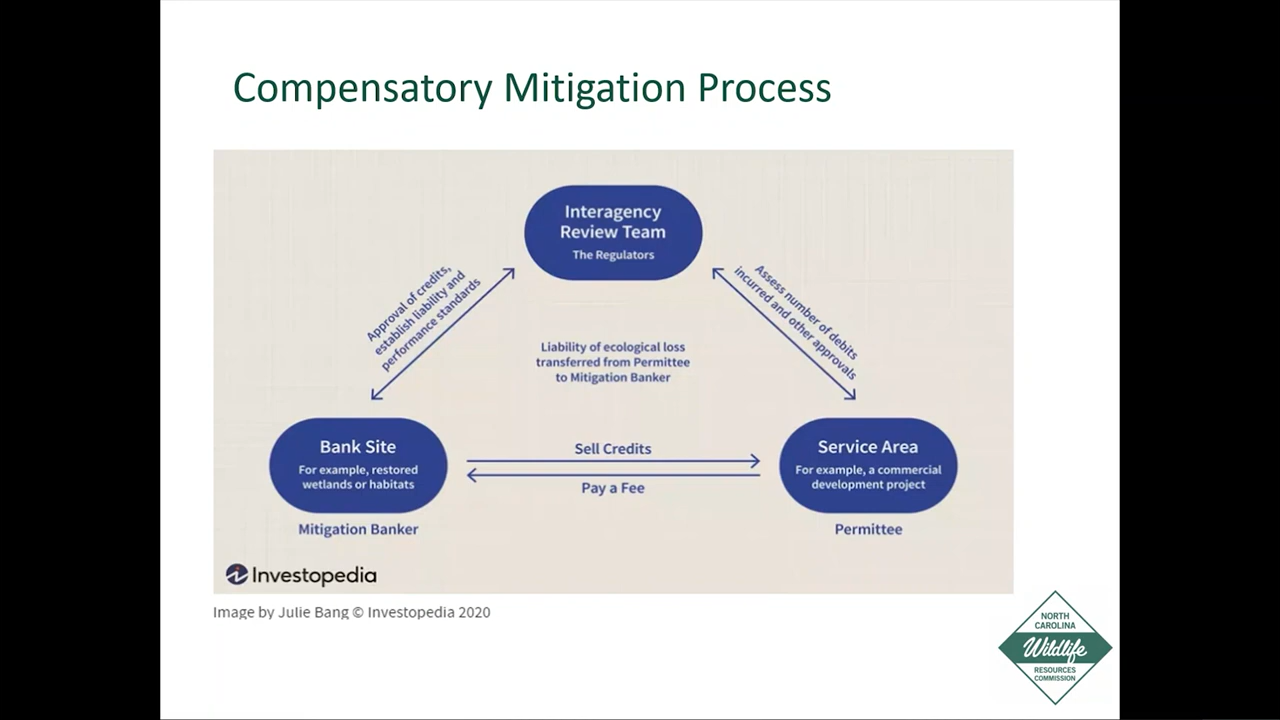 Compensatory Mitigation Process
Interagency
Review Team
The Regulators
Approval of credits,
establish liability and
performance standards
Assess number of debits
incurred and other approvals
Liability of ecological loss
transferred from Permittee
to Mitigation Banker
Bank Site
For example, restored
wetlands or habitats
Mitigation Banker
Sell Credits
Pay a Fee
Service Area
For example, a commercial
development project
Permittee
Investopedia
Image by Julie Bang © Investopedia 2020
NORTH
CAROLINA
Wildlife
RESOURCES
COMMISSION